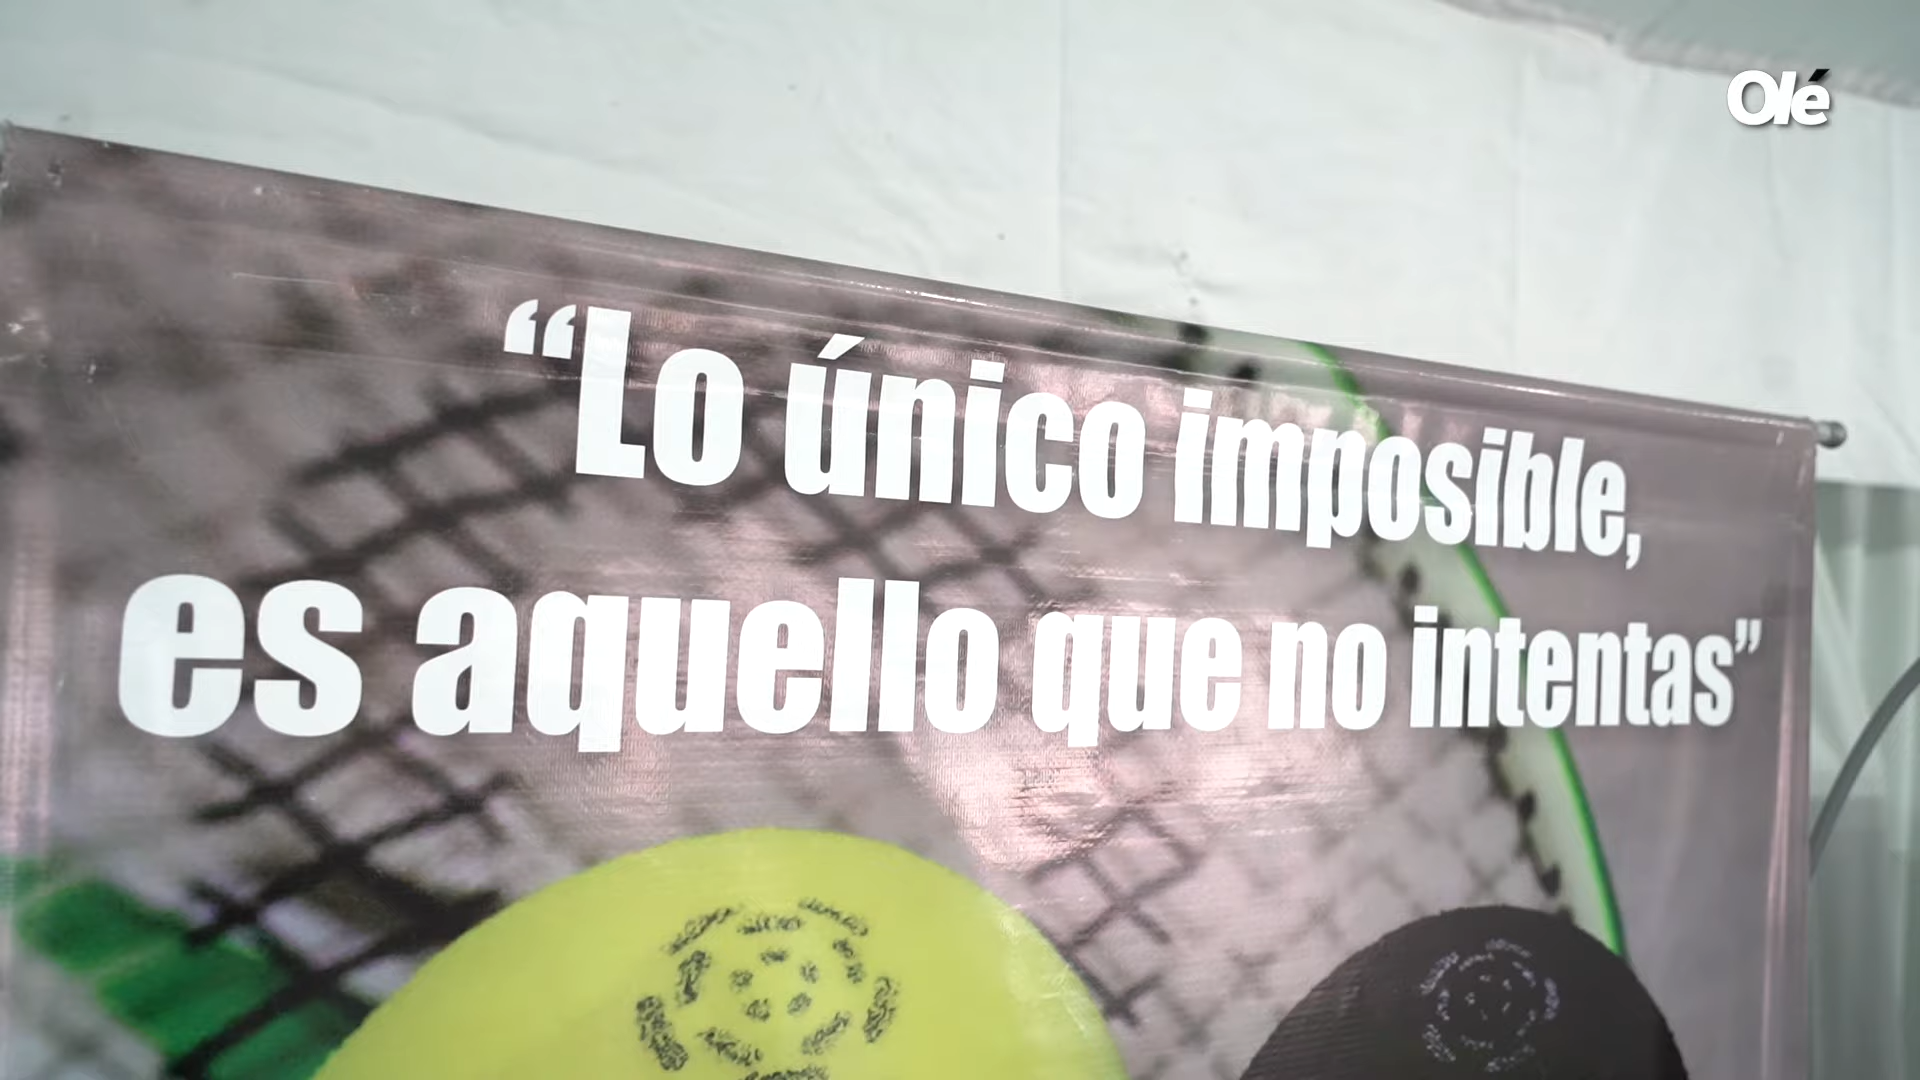 Olé
“Lo único imposible,
es aquello que no intentas”